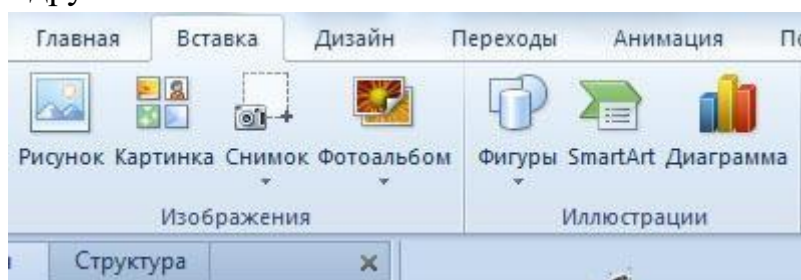 Главная Вставка Дизайн Переходы Анимация
Рисунок Картинка Снимок Фотоальбом Фигуры SmartArt Диаграмма
Изображения Иллюстрации
Структура